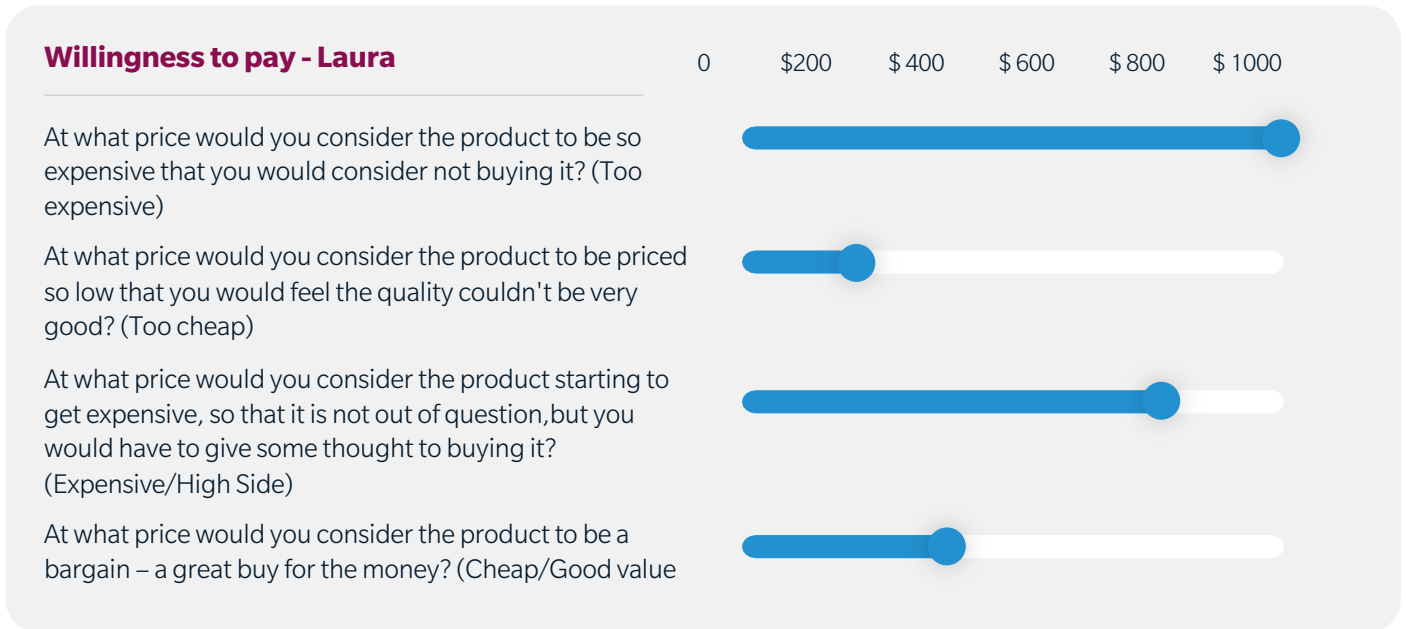 Willingness to pay - Laura
0 $200 $ 400 $ 600 $ 800 $ 1000
At what price would you consider the product to be so
expensive that you would consider not buying it? (Too
expensive)
At what price would you consider the product to be priced
so low that you would feel the quality couldn't be very
good? (Too cheap)
At what price would you consider the product starting to
get expensive, so that it is not out of question,but you
would have to give some thought to buying it?
(Expensive/High Side)
At what price would you consider the product to be a
bargain – a great buy for the money? (Cheap/Good value